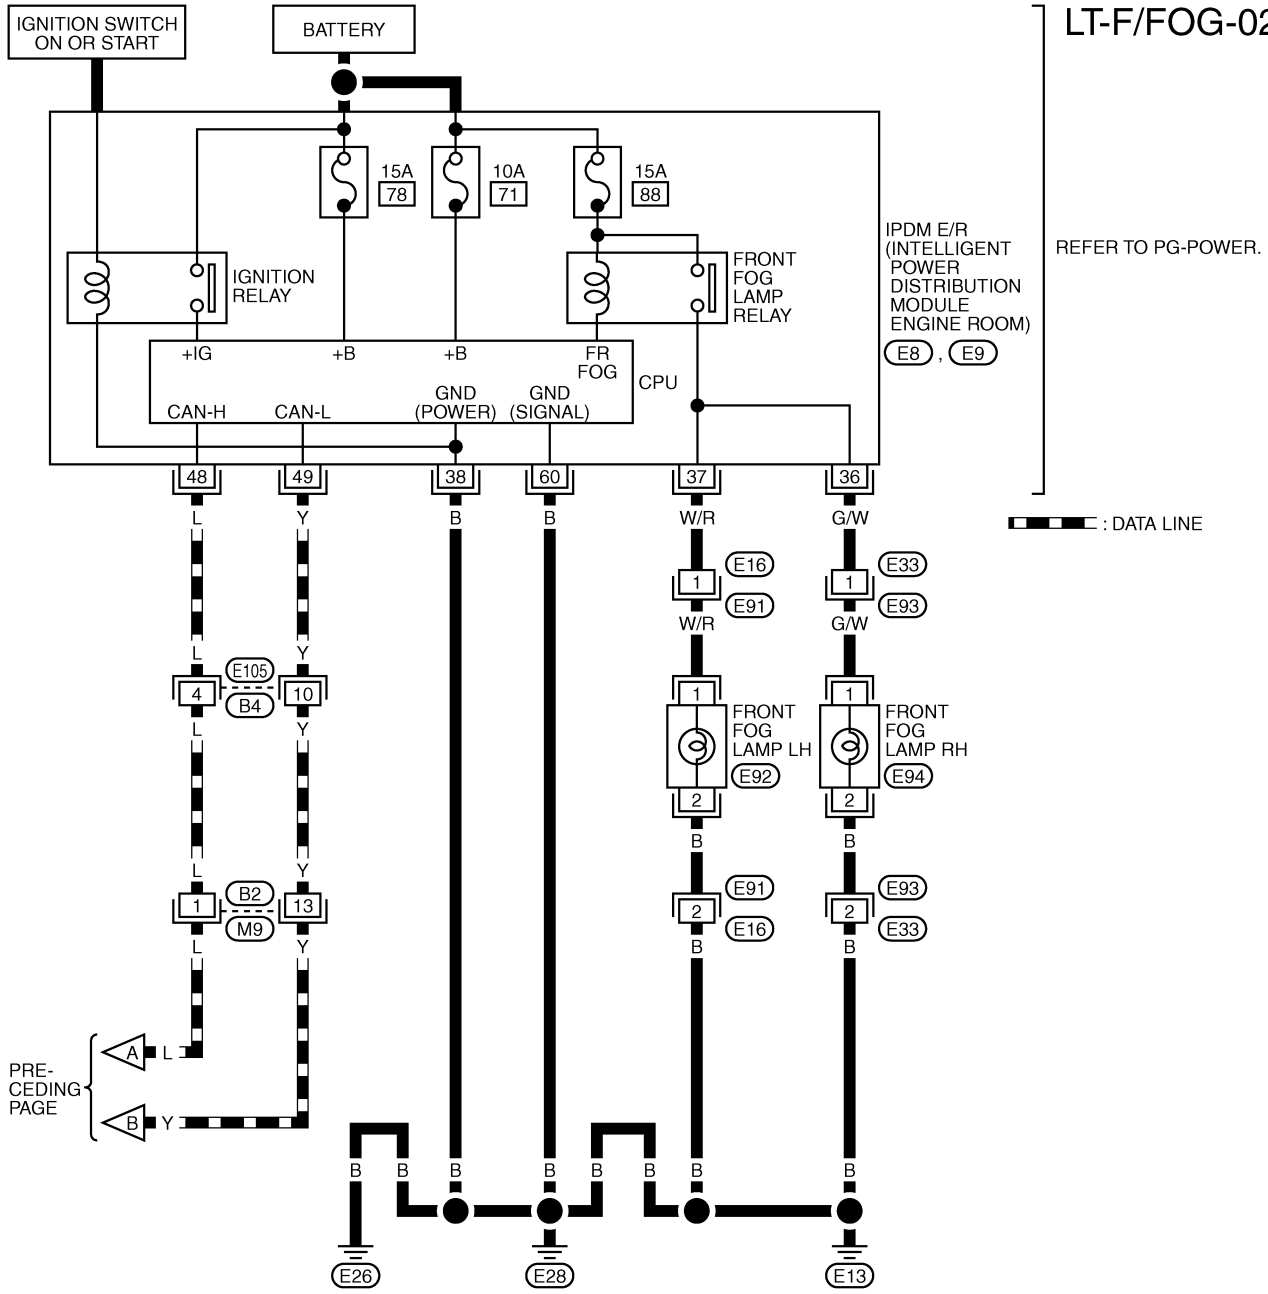 IGNITION SWITCH
ON OR START
BATTERY
LT-F/FOG-02
15A
78
10A
71
15A
88
IGNITION
RELAY
FRONT
FOG
LAMP
RELAY
IPDM E/R
(INTELLIGENT
POWER
DISTRIBUTION
MODULE
ENGINE ROOM)
E8 , E9
REFER TO PG-POWER.
+IG
+B
+B
FR
FOG
CPU
CAN-H
CAN-L
GND
(POWER)
GND
(SIGNAL)
48
49
38
60
37
36
L
Y
B
B
W/R
G/W
: DATA LINE
1
E16
E91
1
E33
E93
W/R
G/W
L
Y
4
E105
B4
10
L
Y
1
FRONT
FOG
LAMP LH
E92
2
1
FRONT
FOG
LAMP RH
E94
2
B
B
L
Y
1
B2
M9
13
2
E91
E16
2
E93
E33
L
Y
B
B
PRE-
CEDING
PAGE
A
L
B
Y
B
B
B
B
B
B
B
B
E26
E28
E13